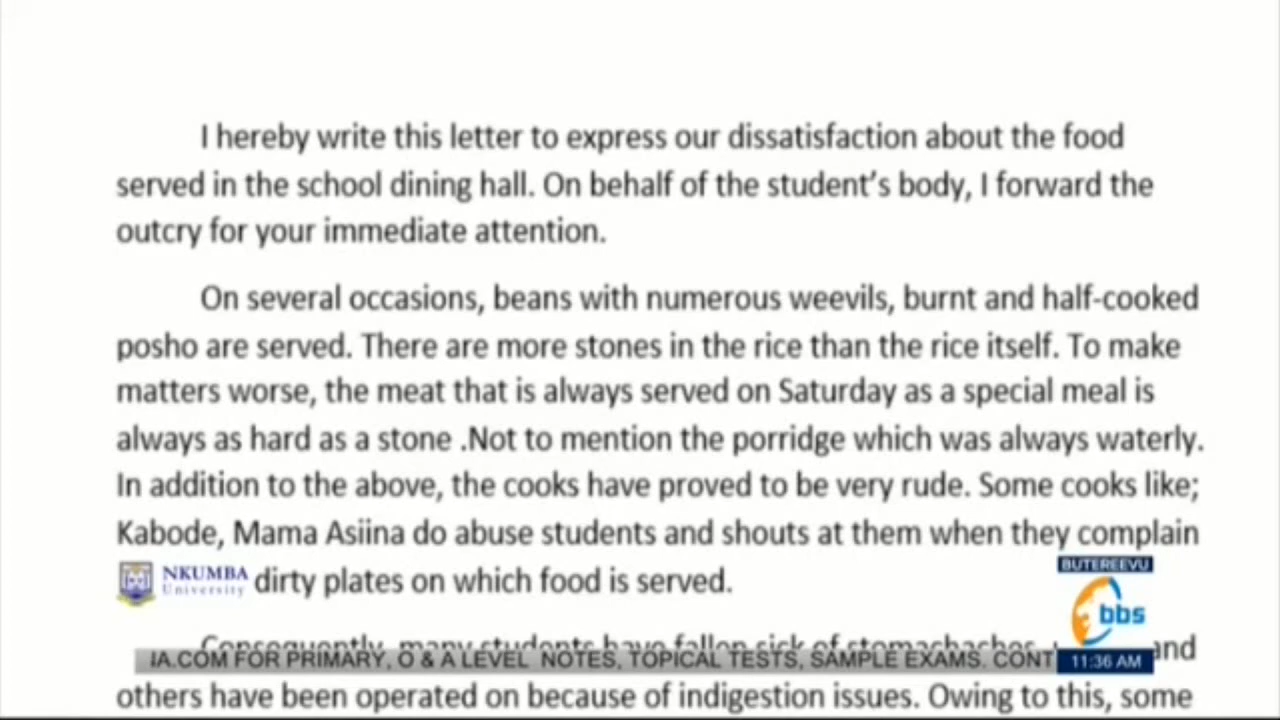 I hereby write this letter to express our dissatisfaction about the food
served in the school dining hall. On behalf of the student's body, I forward the
outcry for your immediate attention.
On several occasions, beans with numerous weevils, burnt and half-cooked
posho are served. There are more stones in the rice than the rice itself. To make
matters worse, the meat that is always served on Saturday as a special meal is
always as hard as a stone .Not to mention the porridge which was always waterly.
In addition to the above, the cooks have proved to be very rude. Some cooks like;
Kabode, Mama Asiina do abuse students and shouts at them when they complain
dirty plates on which food is served.
NKUMBA
University
BUTEREEVU
bbs
Consequently, many students have fallen sick of stomachaches, and
IA.COM FOR PRIMARY, O & A LEVEL NOTES, TOPICAL TESTS, SAMPLE EXAMS. CONT
11:36 AM
others have been operated on because of indigestion issues. Owing to this, some